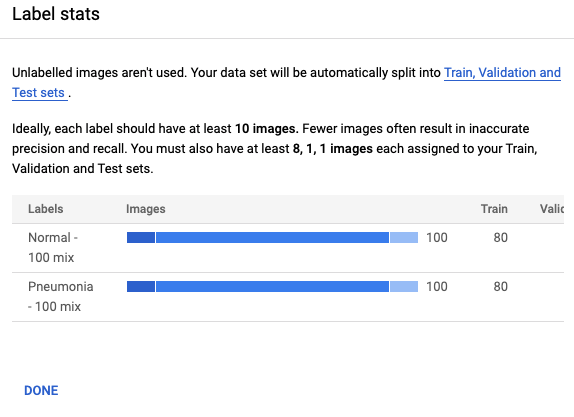 Label stats
Unlabelled images aren't used. Your data set will be automatically split into Train, Validation and
Test sets .
Ideally, each label should have at least 10 images. Fewer images often result in inaccurate
precision and recall. You must also have at least 8, 1, 1 images each assigned to your Train,
Validation and Test sets.
Labels Images Train Valid
Normal - 100 80
100 mix
Pneumonia 100 80
- 100 mix
DONE